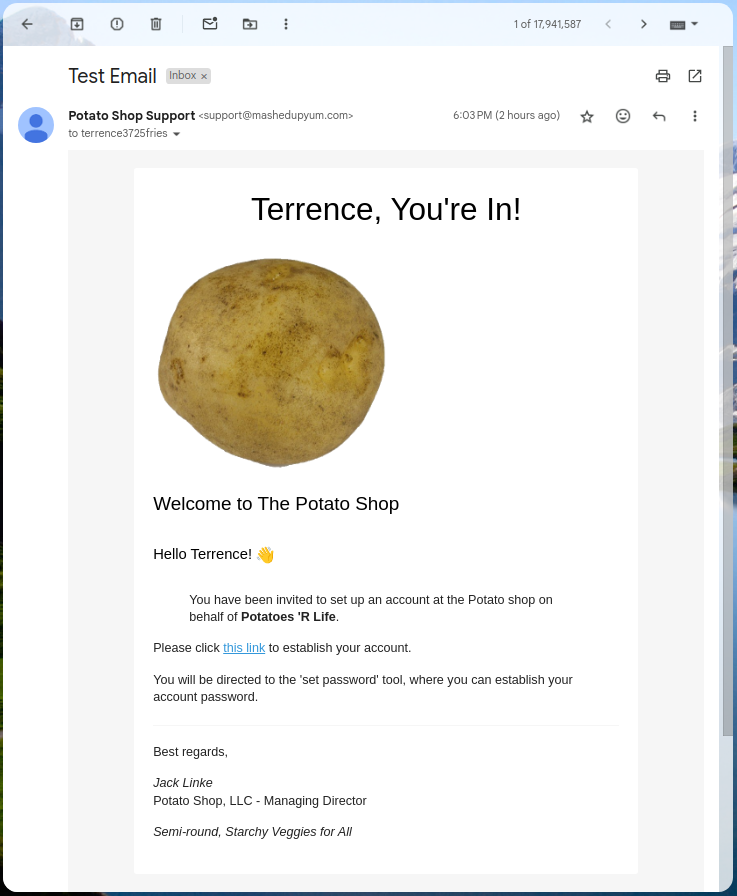 1 of 17,941,587
Test Email Inbox ×
Potato Shop Support <support@mashedupyum.com> 6:03 PM (2 hours ago)
to terrence3725fries
Terrence, You're In!
Welcome to The Potato Shop
Hello Terrence! 👋
You have been invited to set up an account at the Potato shop on
behalf of Potatoes 'R Life.
Please click this link to establish your account.
You will be directed to the 'set password' tool, where you can establish your
account password.
Best regards,
Jack Linke
Potato Shop, LLC - Managing Director
Semi-round, Starchy Veggies for All